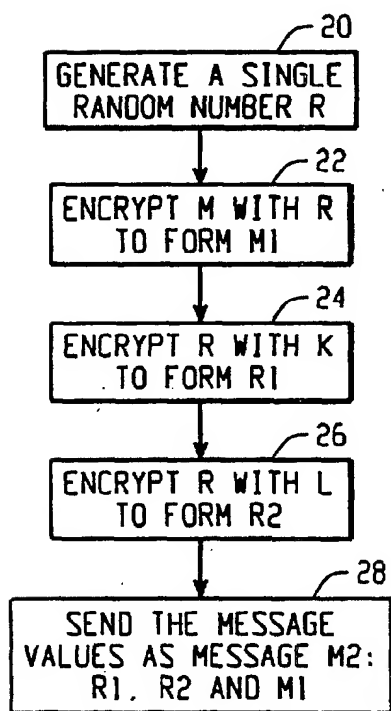 20
GENERATE A SINGLE
RANDOM NUMBER R
22
ENCRYPT M WITH R
TO FORM M1
24
ENCRYPT R WITH K
TO FORM R1
26
ENCRYPT R WITH L
TO FORM R2
28
SEND THE MESSAGE
VALUES AS MESSAGE M2:
R1, R2 AND M1